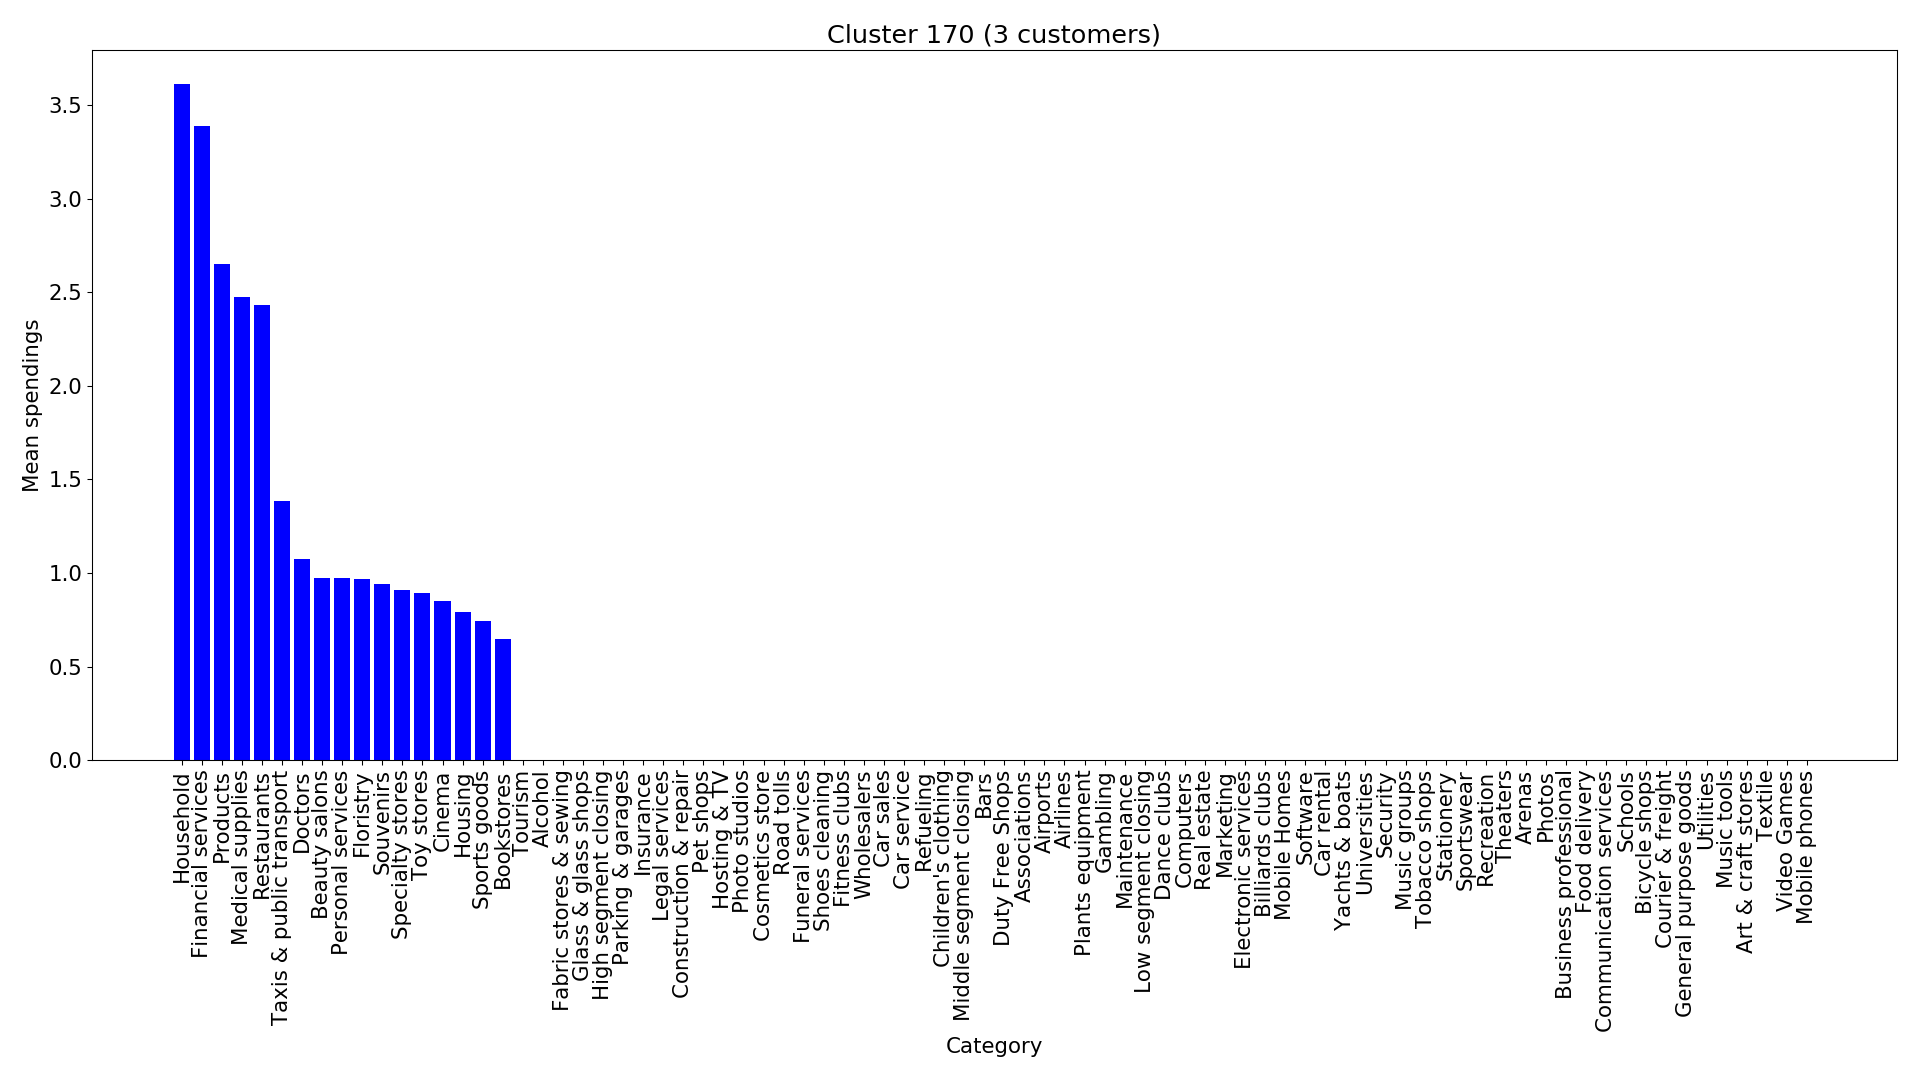 Cluster 170 (3 customers)
Mean spendings
3.5
3.0
2.5
2.0
1.5
1.0
0.5
0.0
Household
Financial services
Products
Medical supplies
Restaurants
Taxis & public transport
Doctors
Beauty salons
Personal services
Floristry
Souvenirs
Specialty stores
Toy stores
Cinema
Housing
Sports goods
Bookstores
Tourism
Alcohol
Fabric stores & sewing
Glass & glass shops
High segment closing
Parking & garages
Insurance
Legal services
Construction & repair
Pet shops
Hosting & TV
Photo studios
Cosmetics store
Road tolls
Funeral services
Shoes cleaning
Fitness clubs
Wholesalers
Car sales
Car service
Refueling
Children's clothing
Middle segment closing
Bars
Duty Free Shops
Associations
Airports
Airlines
Plants equipment
Gambling
Maintenance
Low segment closing
Dance clubs
Computers
Real estate
Marketing
Electronic services
Billiards clubs
Mobile Homes
Software
Car rental
Yachts & boats
Universities
Security
Music groups
Tobacco shops
Stationery
Sportswear
Recreation
Theaters
Arenas
Photos
Business professional
Food delivery
Communication services
Schools
Bicycle shops
Courier & freight
General purpose goods
Utilities
Music tools
Art & craft stores
Textile
Video Games
Mobile phones
Category